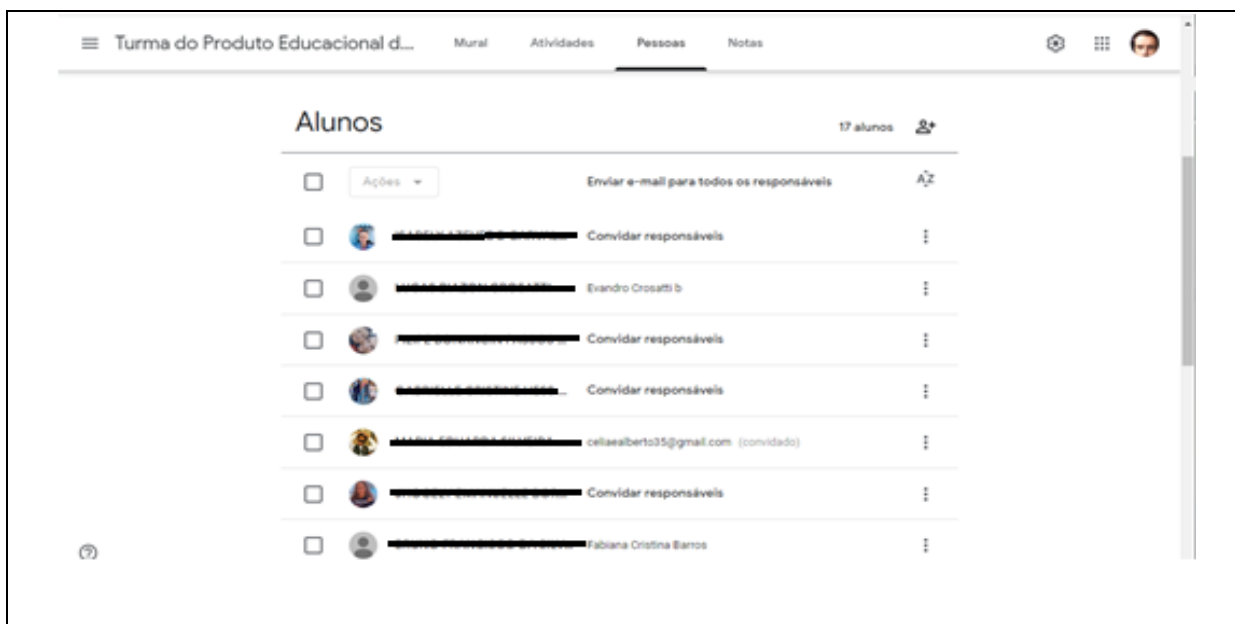 Turma do Produto Educacional d... Mural Atividades Pessoas Notas
Alunos 17 alunos
Ações Enviar e-mail para todos os responsáveis AZ
Convidar responsáveis
Evandro Crosatti b
Convidar responsáveis
Convidar responsáveis
celiaealberto35@gmail.com (convidado)
Convidar responsáveis
Fabiana Cristina Barros